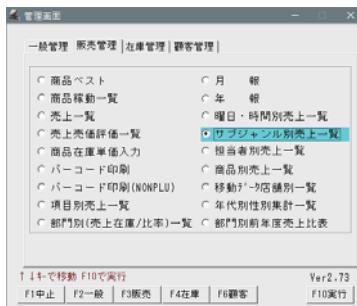 管理画面
一般管理 販売管理 在庫管理 顧客管理
商品ベスト
商品稼動一覧
売上一覧
売上売価評価一覧
商品在庫単価入力
バーコード印刷
バーコード印刷(NONPLU)
項目別売上一覧
部門別(売上在庫/比率)一覧
月 報
年 報
曜日・時間別売上一覧
サブジャンル別売上一覧
担当者別売上一覧
商品別売上一覧
移動データ店舗別一覧
年代別性別集計一覧
部門別前年度売上比表
↑↓キーで移動 F10で実行
Ver2.73
F1中止 F2一般 F3販売 F4在庫 F6顧客 F10実行